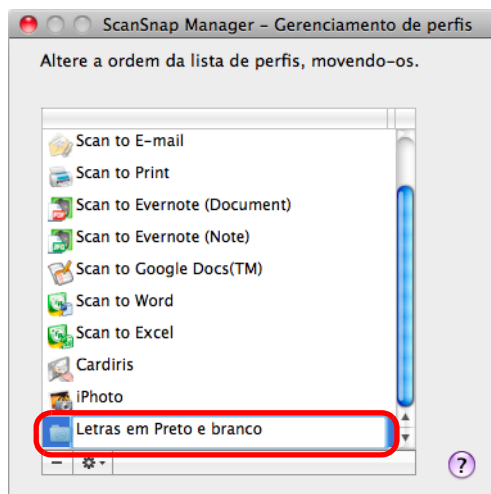 ScanSnap Manager – Gerenciamento de perfis
Altere a ordem da lista de perfis, movendo-os.
Scan to E-mail
Scan to Print
Scan to Evernote (Document)
Scan to Evernote (Note)
Scan to Google Docs(TM)
Scan to Word
Scan to Excel
Cardiris
iPhoto
Letras em Preto e branco
?